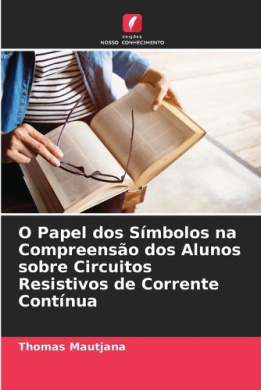 edições
NOSSO CONHECIMENTO
O Papel dos Símbolos na
Compreensão dos Alunos
sobre Circuitos
Resistivos de Corrente
Contínua
Thomas Mautjana